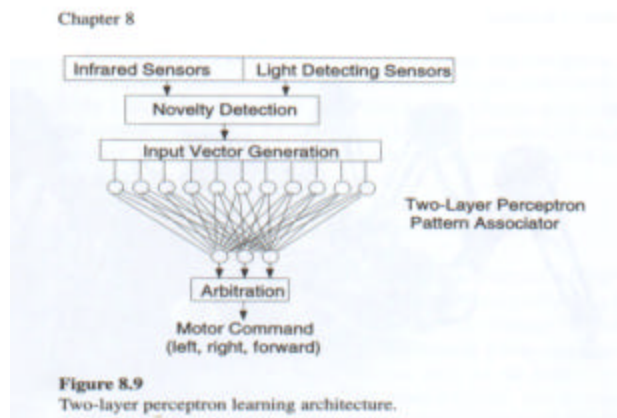 Chapter 8
Infrared Sensors Light Detecting Sensors
Novelty Detection
Input Vector Generation
Two-Layer Perceptron
Pattern Associator
Arbitration
Motor Command
(left, right, forward)
Figure 8.9
Two-layer perceptron learning architecture.